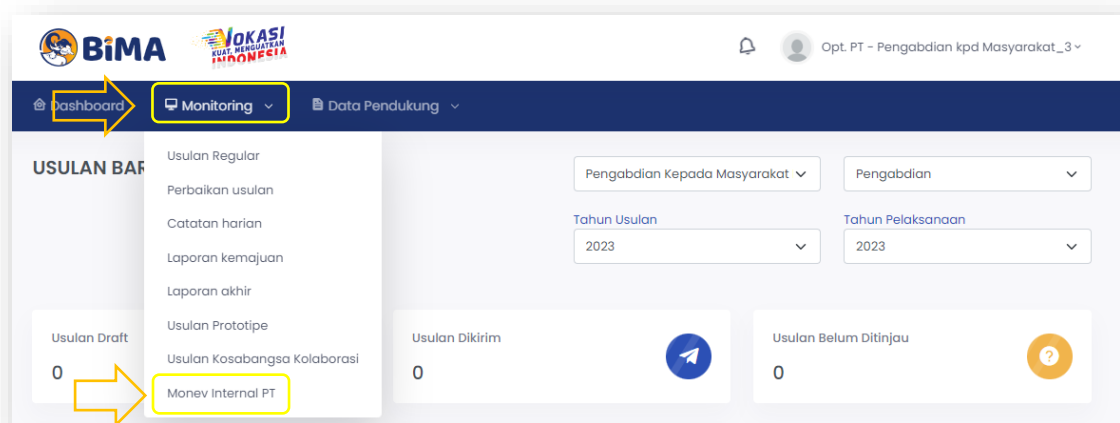 BiMA
VOKASI
KUAT, MENGUATKAN
INDONESIA
Opt. PT - Pengabdian kpd Masyarakat_3
Dashboard
Monitoring
Data Pendukung
USULAN BAR
Usulan Regular
Perbaikan usulan
Catatan harian
Laporan kemajuan
Laporan akhir
Usulan Prototipe
Usulan Kosabangsa Kolaborasi
Monev Internal PT
Pengabdian Kepada Masyarakat
Pengabdian
Tahun Usulan
Tahun Pelaksanaan
2023
2023
Usulan Draft
0
Usulan Dikirim
0
Usulan Belum Ditinjau
0
?